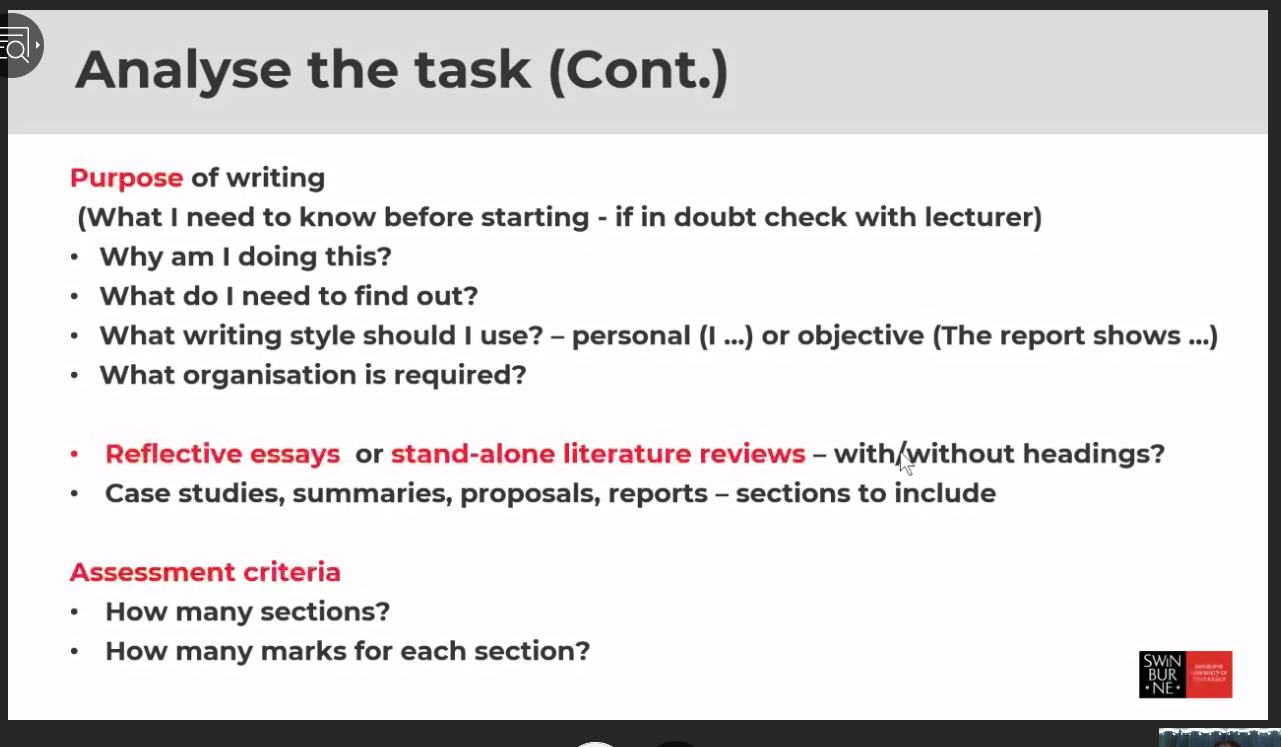 Analyse the task (Cont.)
Purpose of writing
(What I need to know before starting - if in doubt check with lecturer)
• Why am I doing this?
• What do I need to find out?
• What writing style should I use? – personal (I ...) or objective (The report shows ...)
• What organisation is required?
• Reflective essays or stand-alone literature reviews – with/without headings?
• Case studies, summaries, proposals, reports – sections to include
Assessment criteria
• How many sections?
• How many marks for each section?
SWiN
BUR
• NE •
SWINBURNE
UNIVERSITY OF
TECHNOLOGY